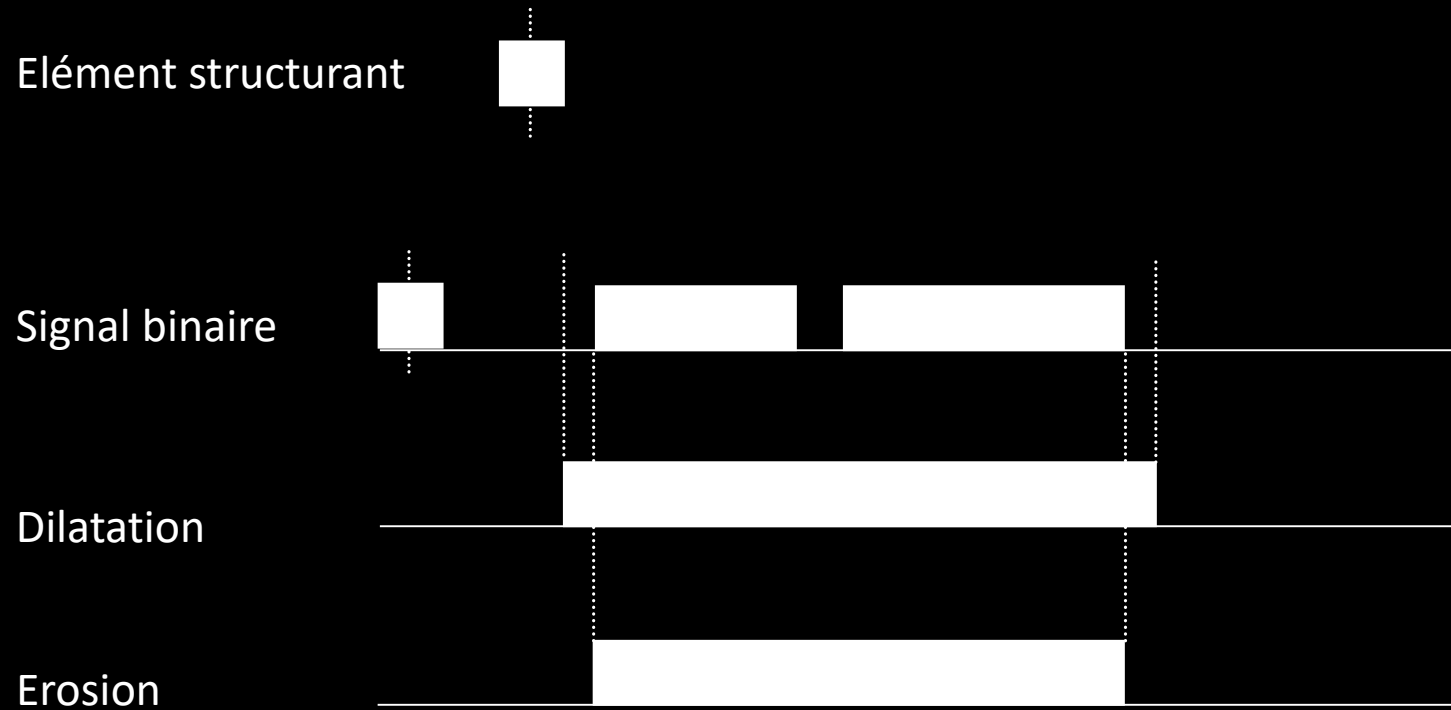 Elément structurant
Signal binaire
Dilatation
Erosion